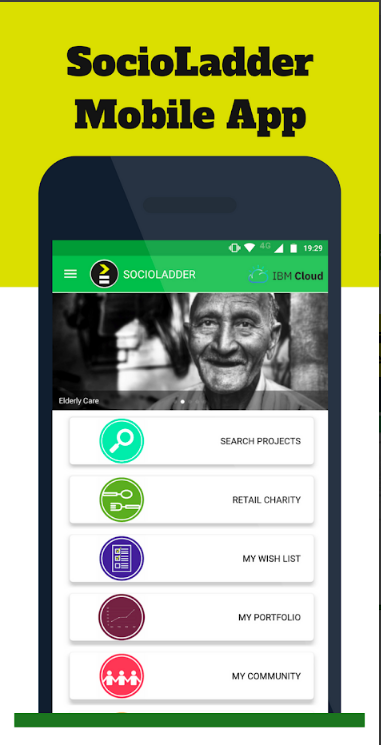 SocioLadder
Mobile App
4G 19:29
SOCIOLADDER
IBM Cloud
Elderly Care
SEARCH PROJECTS
RETAIL CHARITY
MY WISH LIST
MY PORTFOLIO
MY COMMUNITY